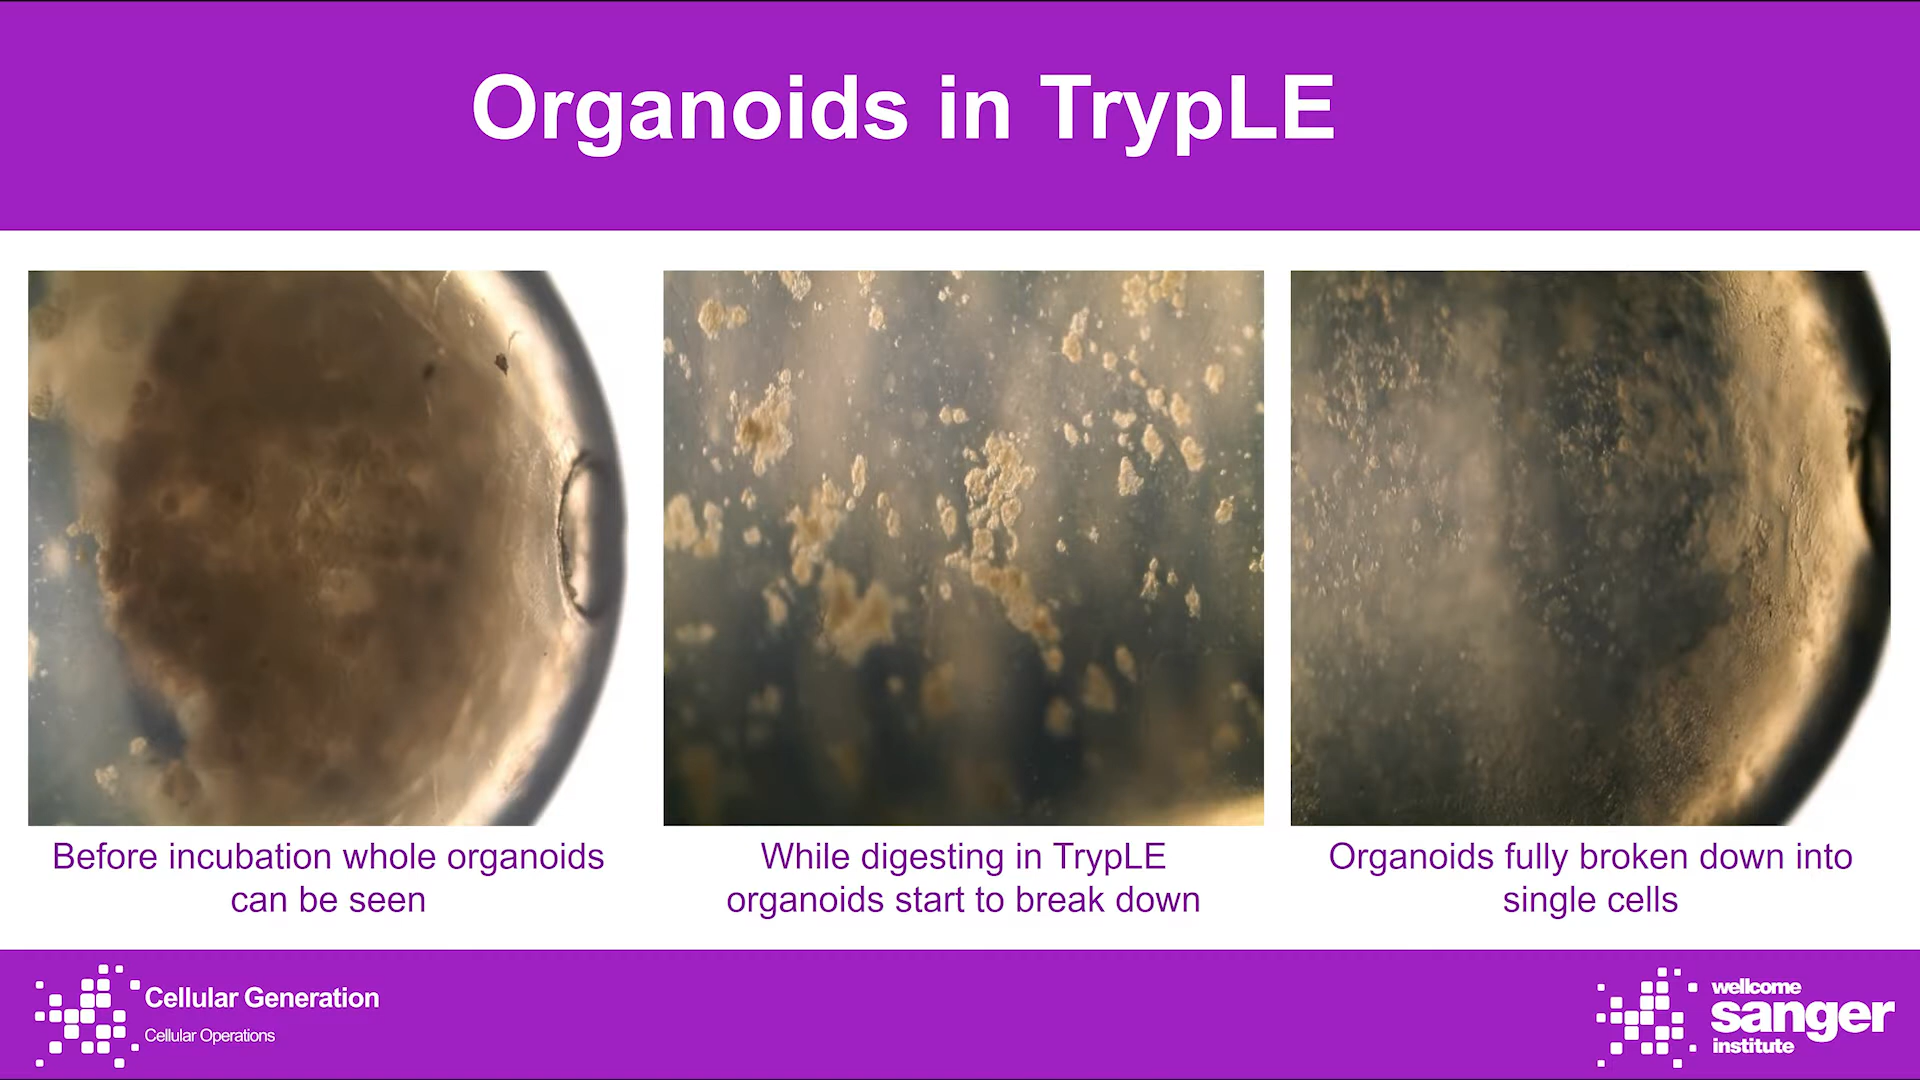 Organoids in TrypLE
Before incubation whole organoids
can be seen
While digesting in TrypLE
organoids start to break down
Organoids fully broken down into
single cells
Cellular Generation
Cellular Operations
wellcome
sanger
institute